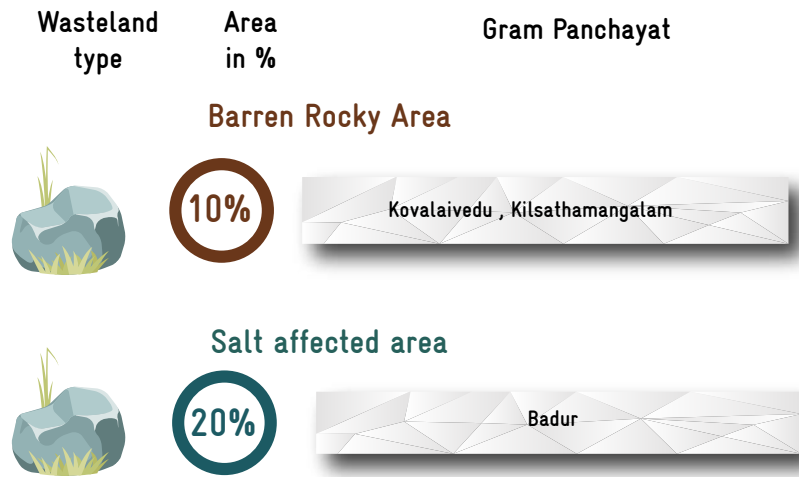 Wasteland type
Area in %
Gram Panchayat
Barren Rocky Area
10%
Kovalaivedu , Kilsathamangalam
Salt affected area
20%
Badur